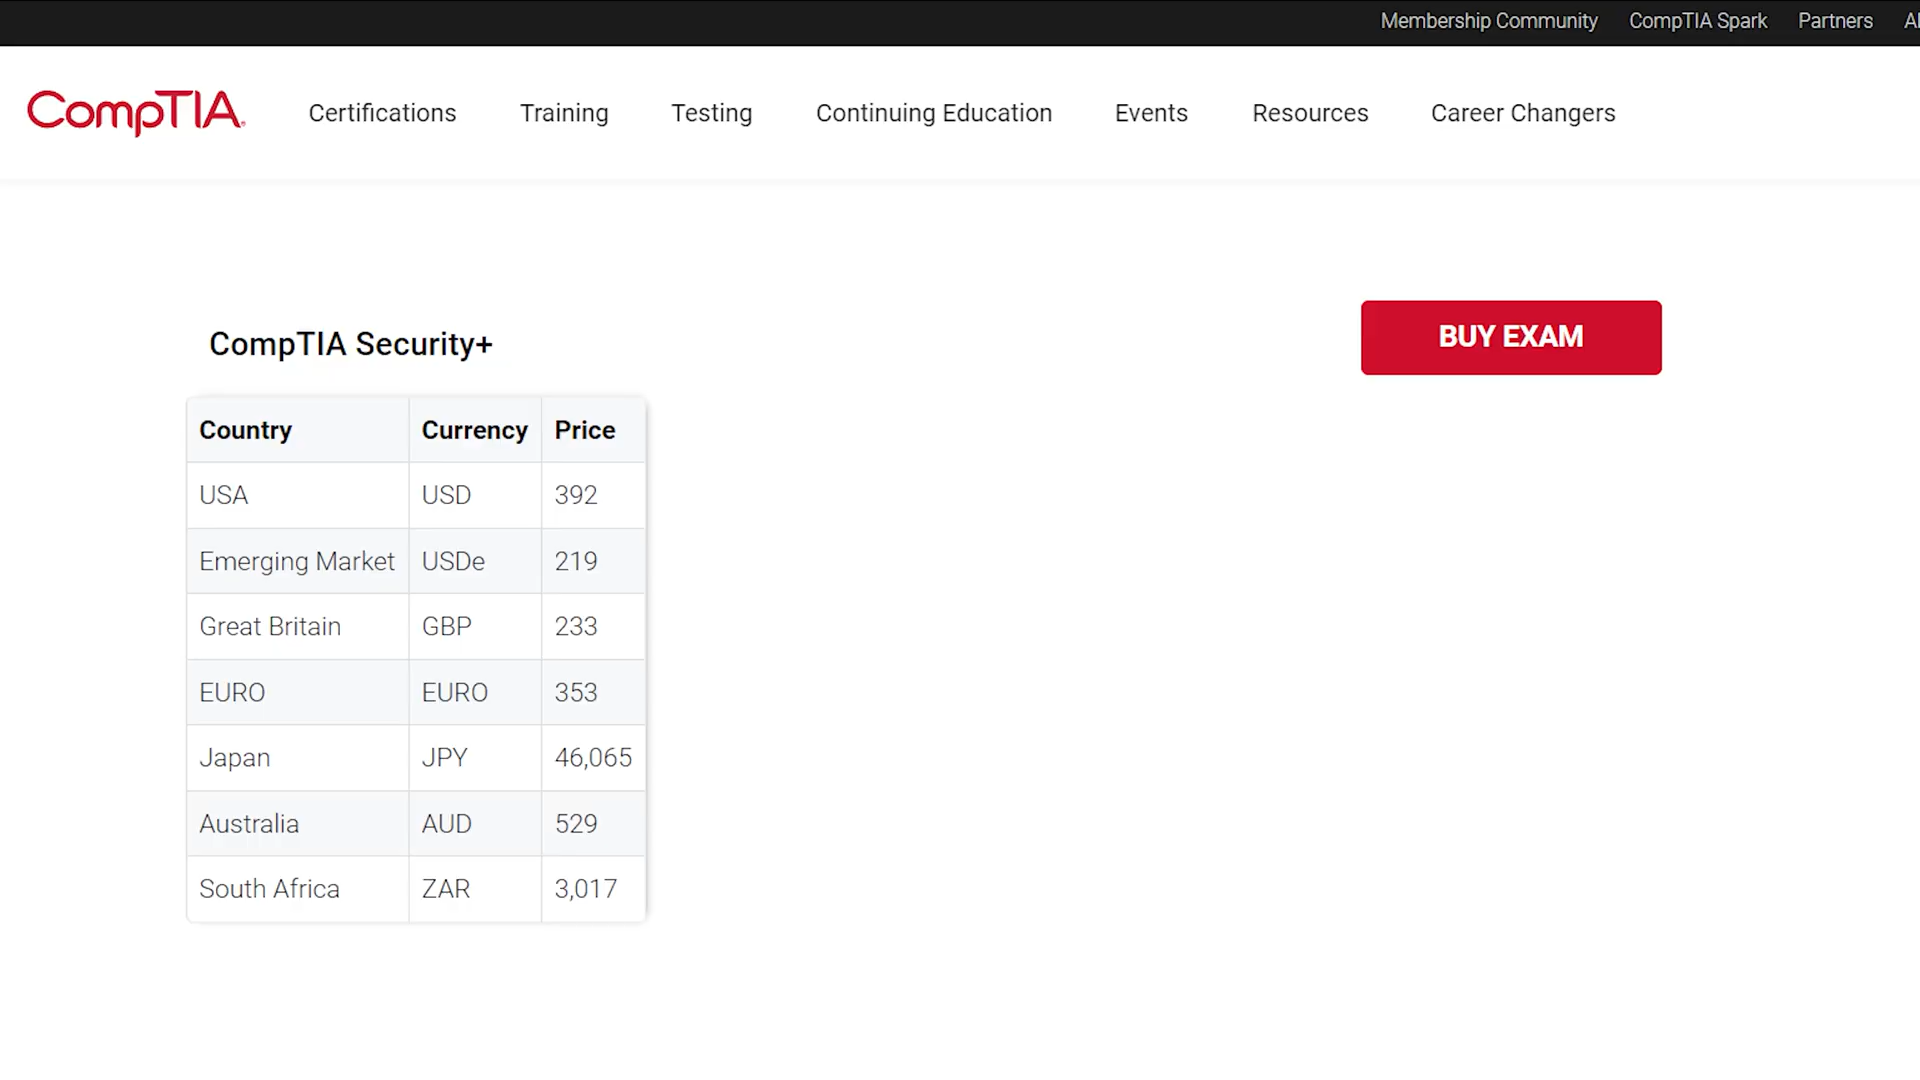 Membership Community CompTIA Spark Partners
CompTIA. Certifications Training Testing Continuing Education Events Resources Career Changers
BUY EXAM
CompTIA Security+
Country Currency Price
USA USD 392
Emerging Market USDe 219
Great Britain GBP 233
EURO EURO 353
Japan JPY 46,065
Australia AUD 529
South Africa ZAR 3,017